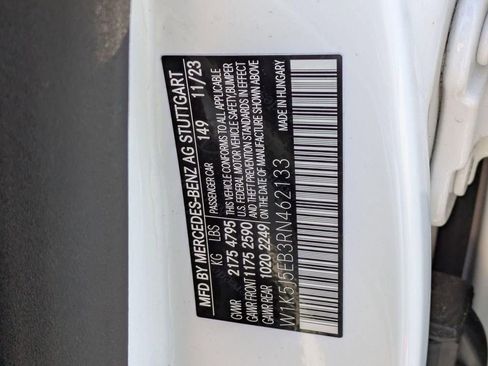 MFD BY MERCEDES-BENZ AG STUTTGART
PASSENGER CAR 149 11/23
KG LBS
GVWR 2175 4795
GAWR FRONT 1175 2590
GAWR REAR 1020 2249
THIS VEHICLE CONFORMS TO ALL APPLICABLE
U.S. FEDERAL MOTOR VEHICLE SAFETY, BUMPER
AND THEFT PREVENTION STANDARDS IN EFFECT
ON THE DATE OF MANUFACTURE SHOWN ABOVE
W1K5J5EB3RN462133
MADE IN HUNGARY